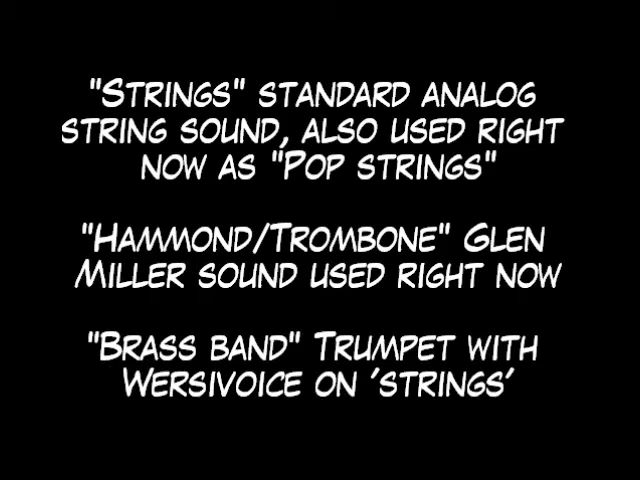 "Strings" standard analog
string sound, also used right
now as "Pop strings"
"Hammond/Trombone" Glen
Miller sound used right now
"Brass band" Trumpet with
Wersivoice on 'strings'